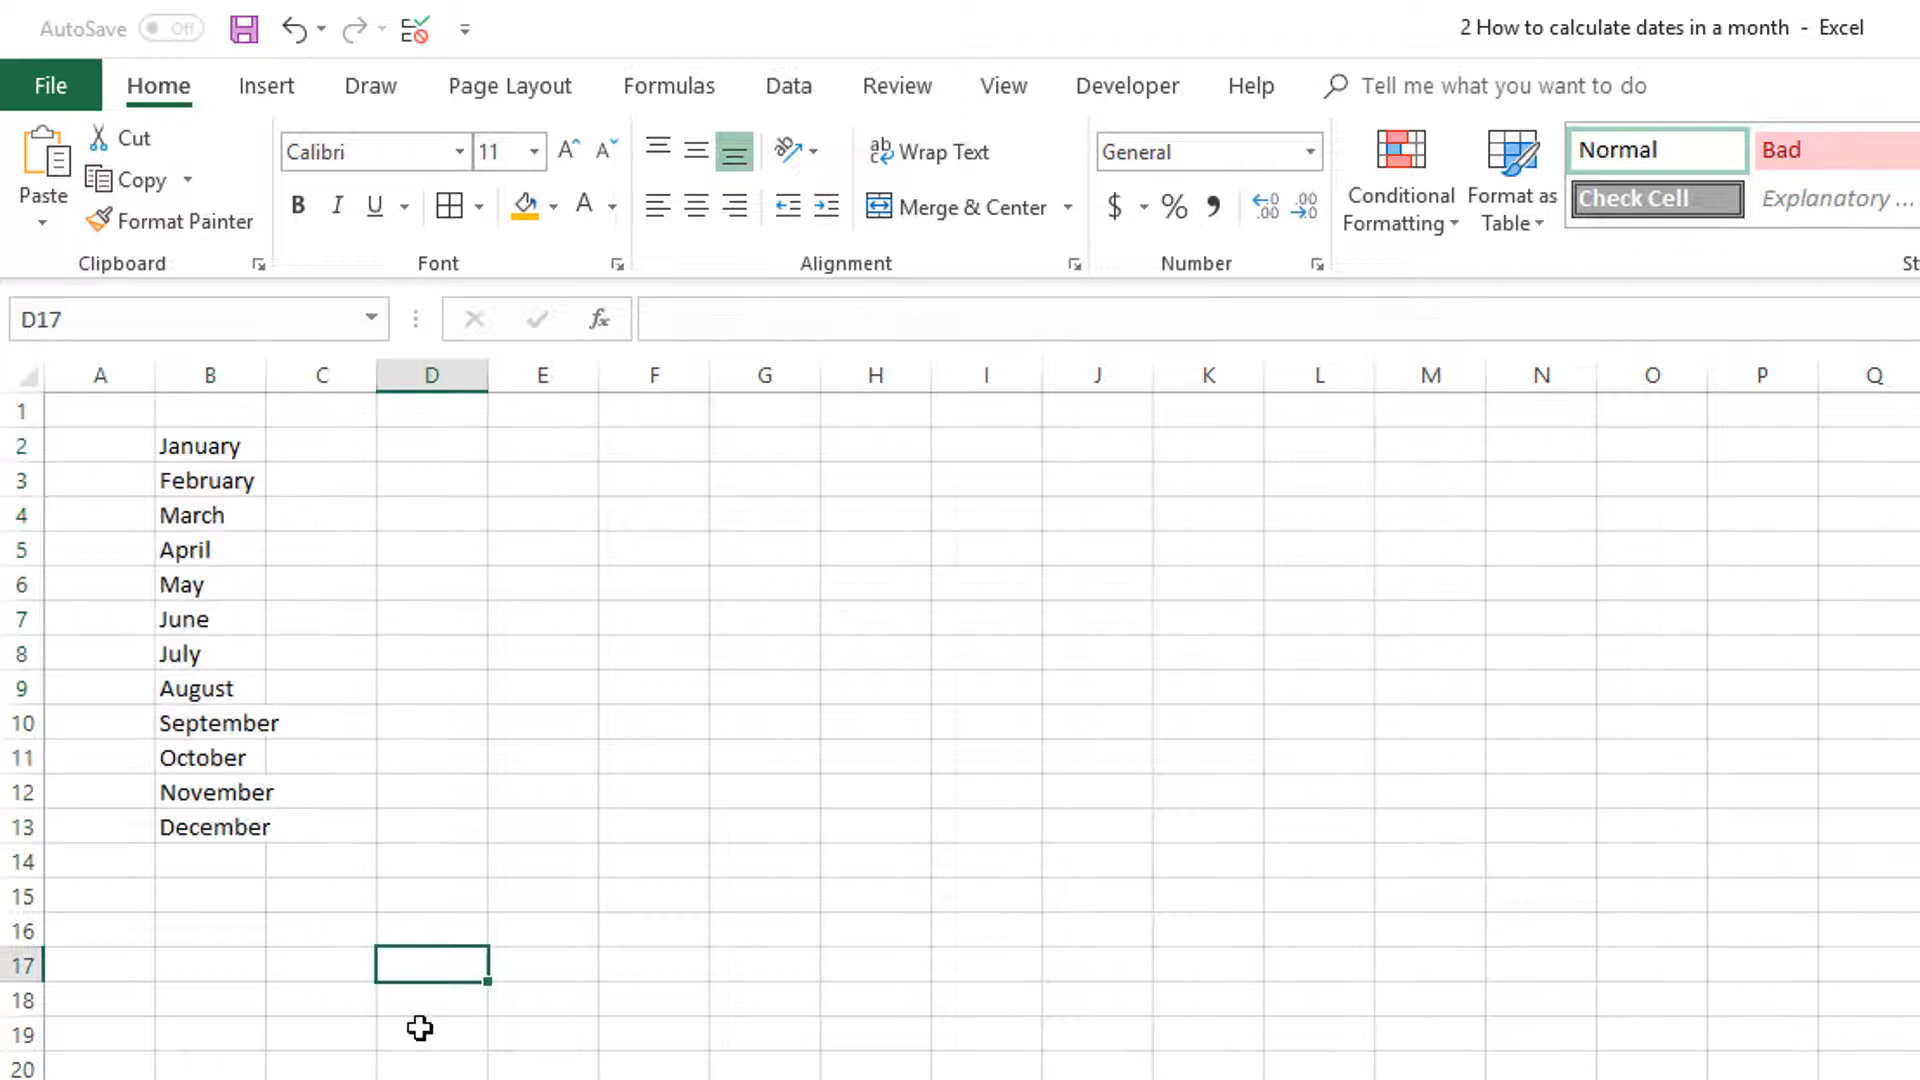 AutoSave Off 2 How to calculate dates in a month - Excel
File Home Insert Draw Page Layout Formulas Data Review View Developer Help Tell me what you want to do
Cut
Copy
Format Painter
Paste
Clipboard
Calibri 11
B I U A
Font
ab Wrap Text
Merge & Center
Alignment
General
$ % 9
Number
Conditional Formatting
Format as Table
Normal Bad
Check Cell Explanatory ...
St
D17 fx
A B C D E F G H I J K L M N O P Q
1
2 January
3 February
4 March
5 April
6 May
7 June
8 July
9 August
10 September
11 October
12 November
13 December
14
15
16
17
18
19
20